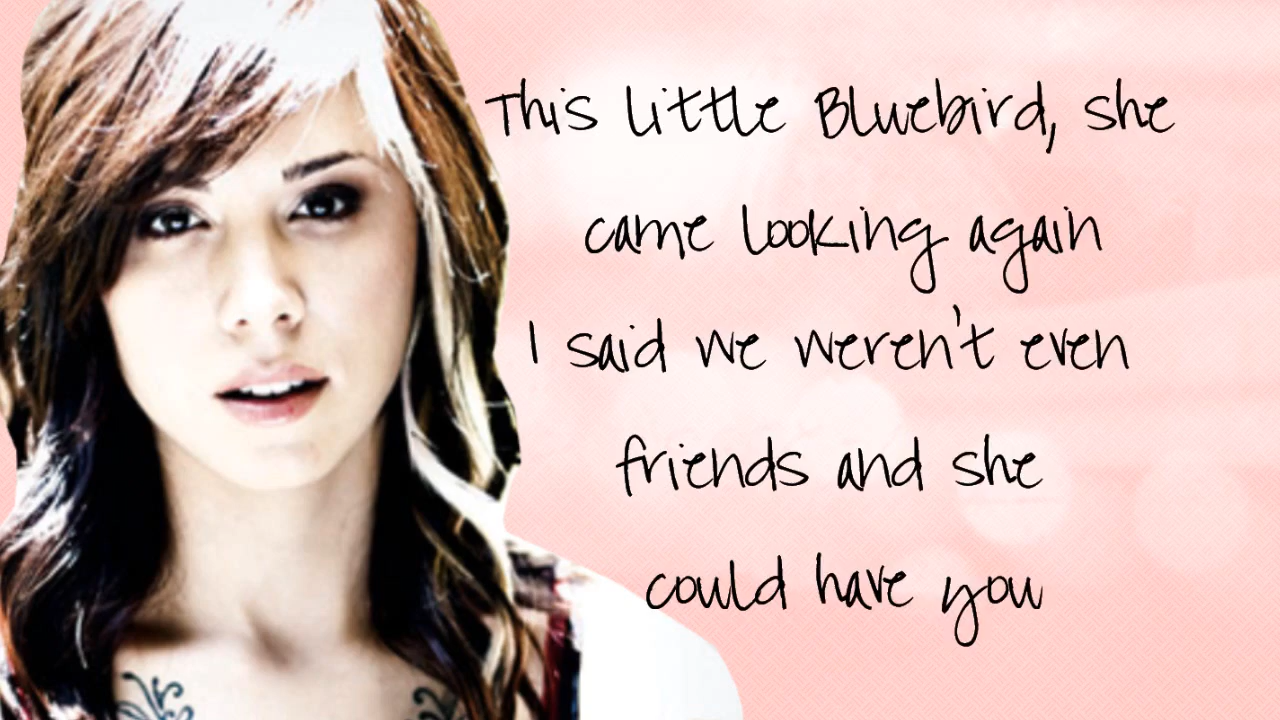 This little Bluebird, she
came looking again
I said we weren't even
friends and she
could have you